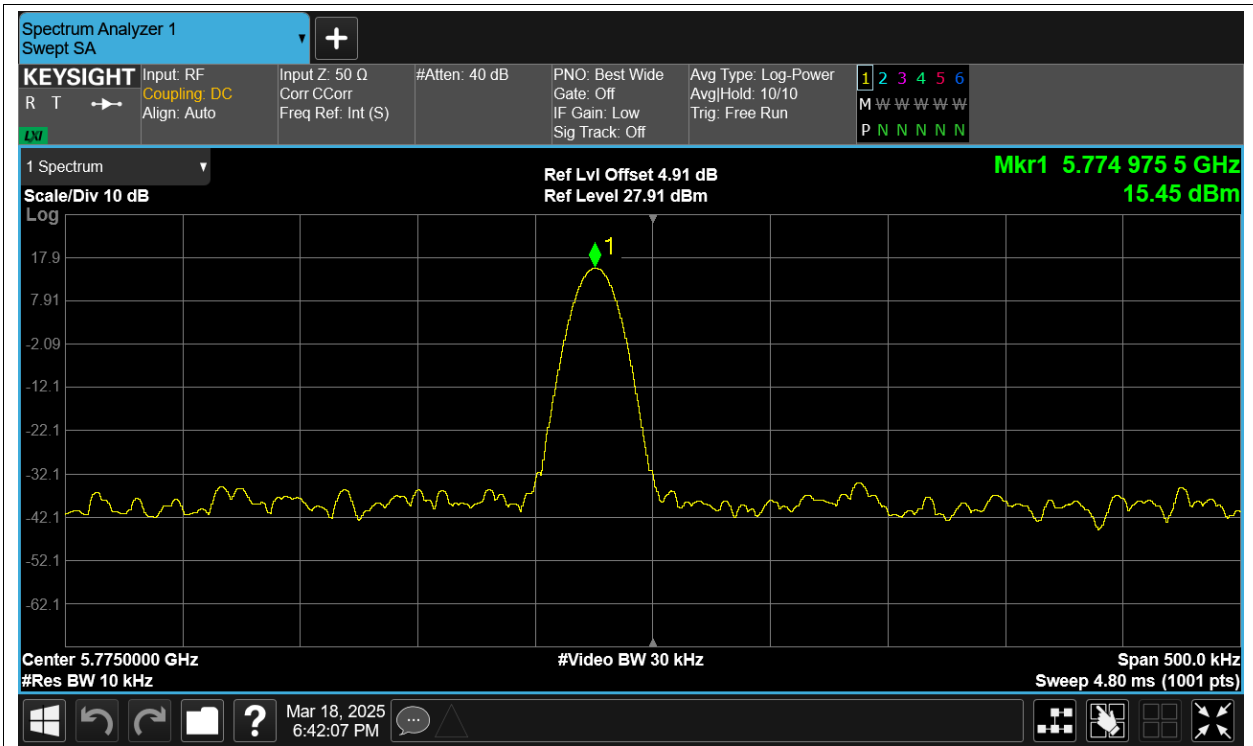 Spectrum Analyzer 1
Swept SA
KEYSIGHT
R T
LXI
Input: RF
Coupling: DC
Align: Auto
Input Z: 50 Ω
Corr CCorr
Freq Ref: Int (S)
#Atten: 40 dB
PNO: Best Wide
Gate: Off
IF Gain: Low
Sig Track: Off
Avg Type: Log-Power
Avg|Hold: 10/10
Trig: Free Run
1 2 3 4 5 6
M W W W W W
P N N N N N
1 Spectrum
Scale/Div 10 dB
Log
Ref Lvl Offset 4.91 dB
Ref Level 27.91 dBm
Mkr1 5.774 975 5 GHz
15.45 dBm
1
17.9
7.91
-2.09
-12.1
-22.1
-32.1
-42.1
-52.1
-62.1
Center 5.7750000 GHz
#Video BW 30 kHz
Span 500.0 kHz
#Res BW 10 kHz
Sweep 4.80 ms (1001 pts)
?
Mar 18, 2025
6:42:07 PM